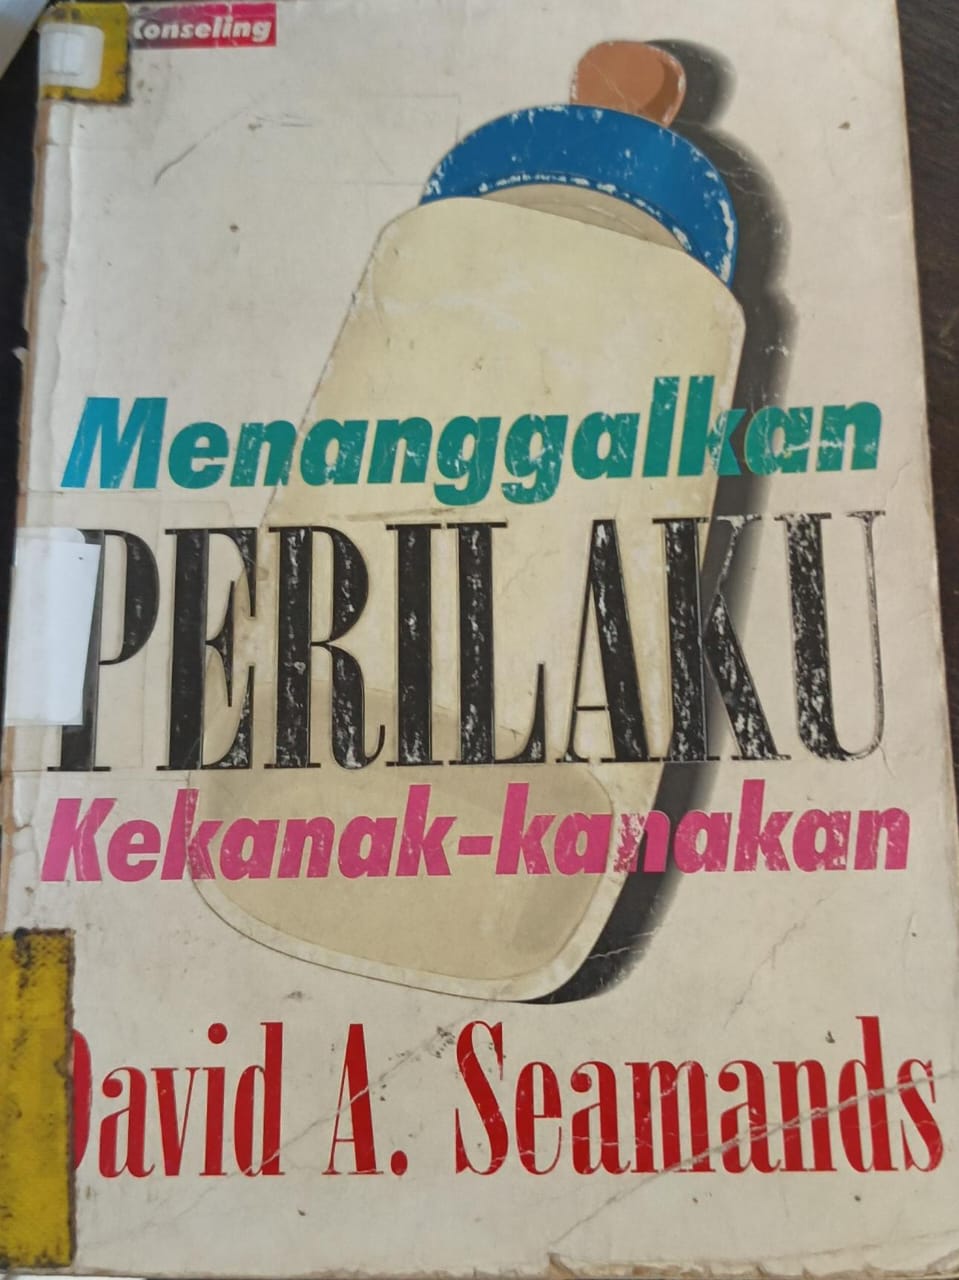 Konseling
Menanggalkan
PERILAKU
Kekanak-kanakan
David A. Seamands